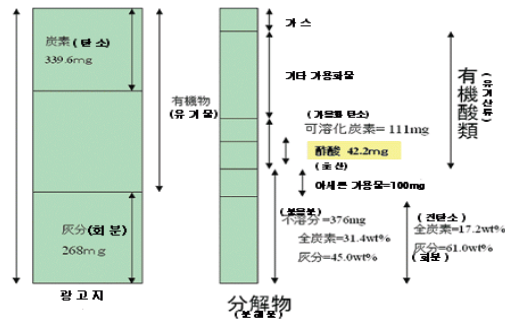 炭素(탄 소)
339.6mg
有機物
(유 기 물)
灰分(회 분)
268mg
광 고 지
가 스
기타 가용화물
(가용화 탄소)
可溶化炭素= 111mg
酢酸 42.2mg
(초 산)
아세톤 가용물=100mg
(불용분)
不溶分=376mg
全炭素=31.4wt%
灰分=45.0wt%
分解物
(분해물)
有機酸類
(유기산류)
(전탄소)
全炭素=17.2wt%
灰分=61.0wt%
(회분)